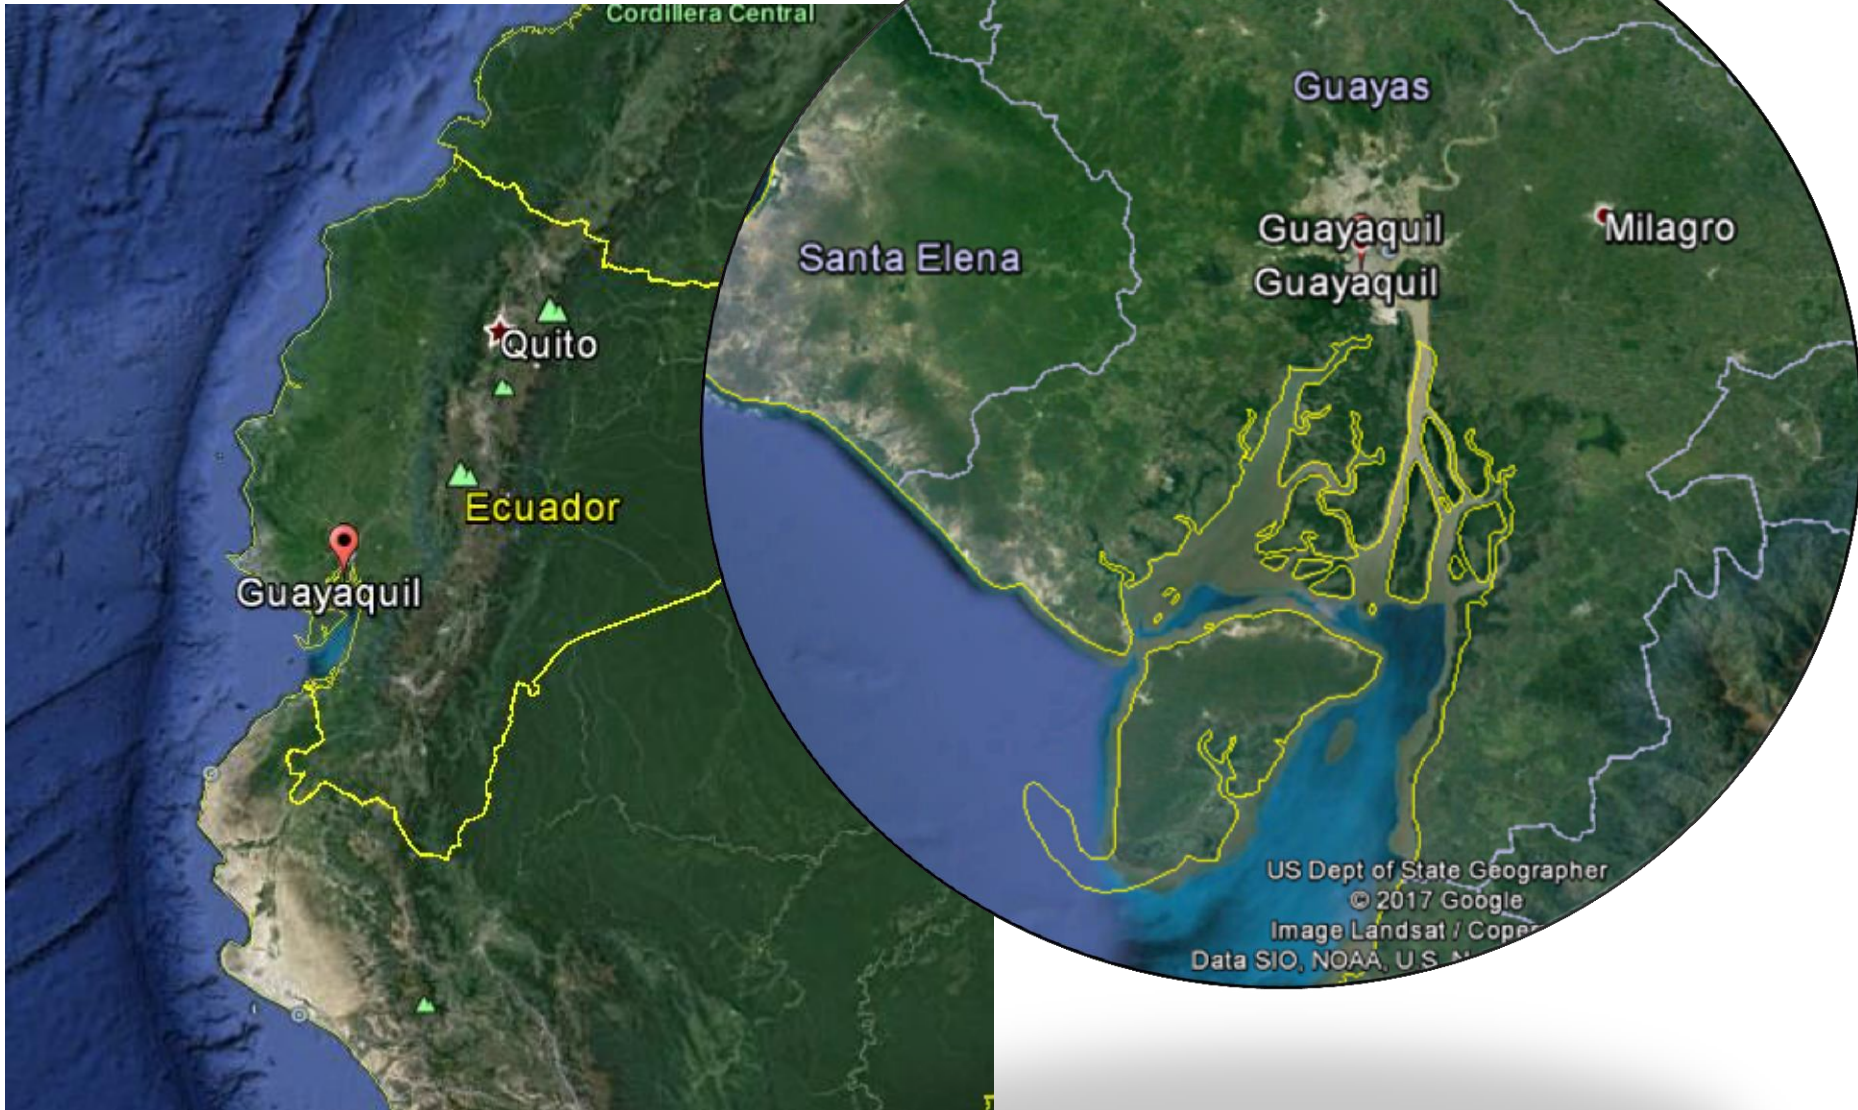 Cordillera Central
Quito
Ecuador
Guayaquil
Guayas
Guayaquil
Guayaquil
Milagro
Santa Elena
US Dept of State Geographer
© 2017 Google
Image Landsat / Coper
Data SIO, NOAA, U.S. N